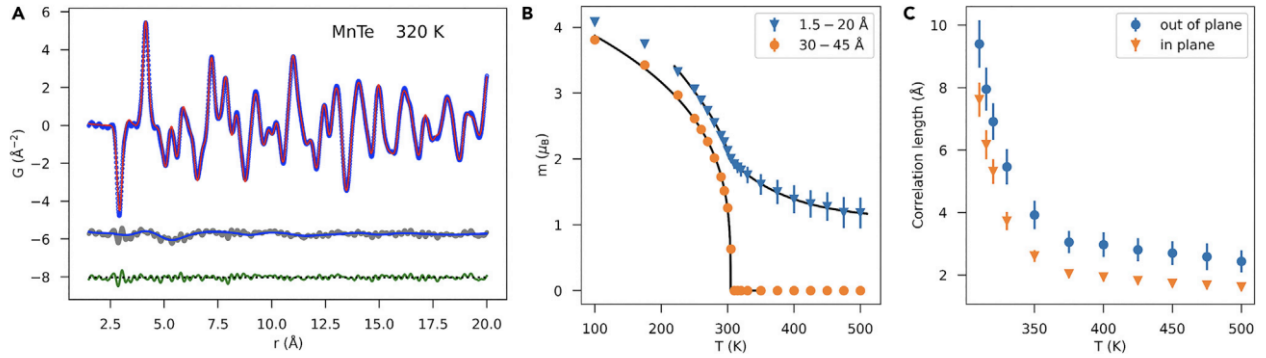 A
MnTe 320 K
6
4
2
0
−2
−4
−6
−8
G (Å⁻²)
2.5 5.0 7.5 10.0 12.5 15.0 17.5 20.0
r (Å)
B
1.5 − 20 Å
30 − 45 Å
4
3
2
1
0
m (μB)
100 200 300 400 500
T (K)
C
out of plane
in plane
10
8
6
4
2
Correlation length (Å)
350 400 450 500
T (K)